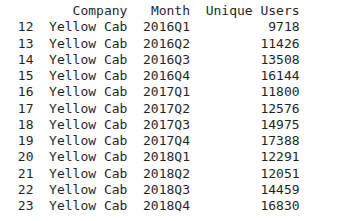 Company Month Unique Users
12 Yellow Cab 2016Q1 9718
13 Yellow Cab 2016Q2 11426
14 Yellow Cab 2016Q3 13508
15 Yellow Cab 2016Q4 16144
16 Yellow Cab 2017Q1 11800
17 Yellow Cab 2017Q2 12576
18 Yellow Cab 2017Q3 14975
19 Yellow Cab 2017Q4 17388
20 Yellow Cab 2018Q1 12291
21 Yellow Cab 2018Q2 12051
22 Yellow Cab 2018Q3 14459
23 Yellow Cab 2018Q4 16830